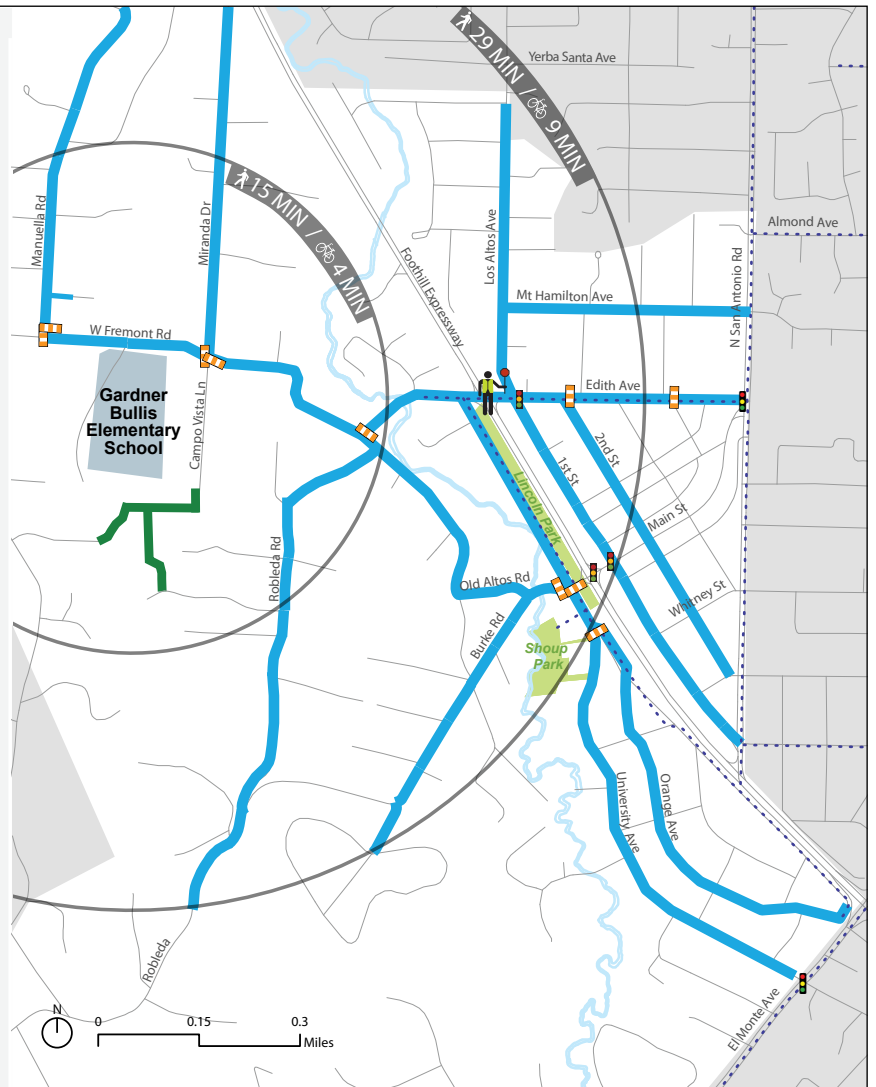 29 MIN / 9 MIN
Yerba Santa Ave
15 MIN / 4 MIN
Manuella Rd
Miranda Dr
Los Altos Ave
Almond Ave
Foothill Expressway
N San Antonio Rd
Mt Hamilton Ave
W Fremont Rd
Edith Ave
Gardner
Bullis
Elementary
School
Campo Vista Ln
1st St
2nd St
Lincoln Park
Main St
Robleda Rd
Old Altos Rd
Whitney St
Burke Rd
Shoup
Park
University Ave
Orange Ave
Robleda
El Monte Ave
N
0
0.15
0.3
Miles